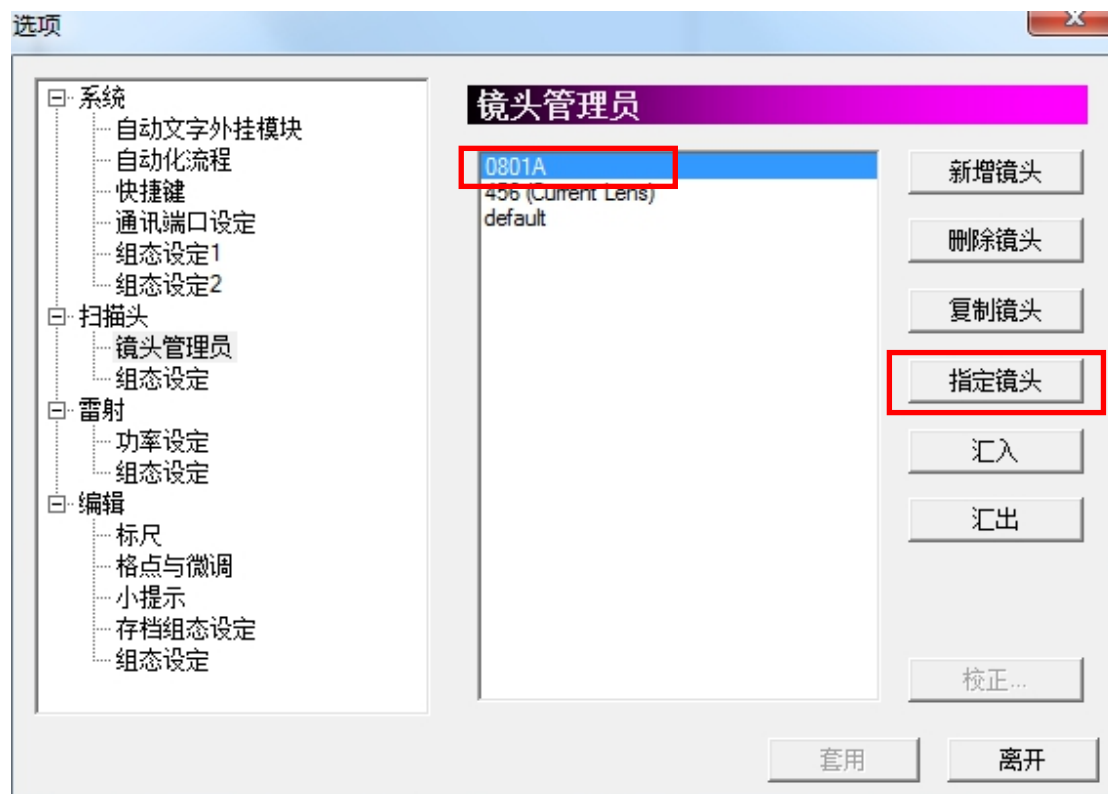 选项
系统
自动文字外挂模块
自动化流程
快捷键
通讯端口设定
组态设定1
组态设定2
扫描头
镜头管理员
组态设定
雷射
功率设定
组态设定
编辑
标尺
格点与微调
小提示
存档组态设定
组态设定
镜头管理员
0801A
456 (Current Lens)
default
新增镜头
删除镜头
复制镜头
指定镜头
汇入
汇出
校正...
套用
离开